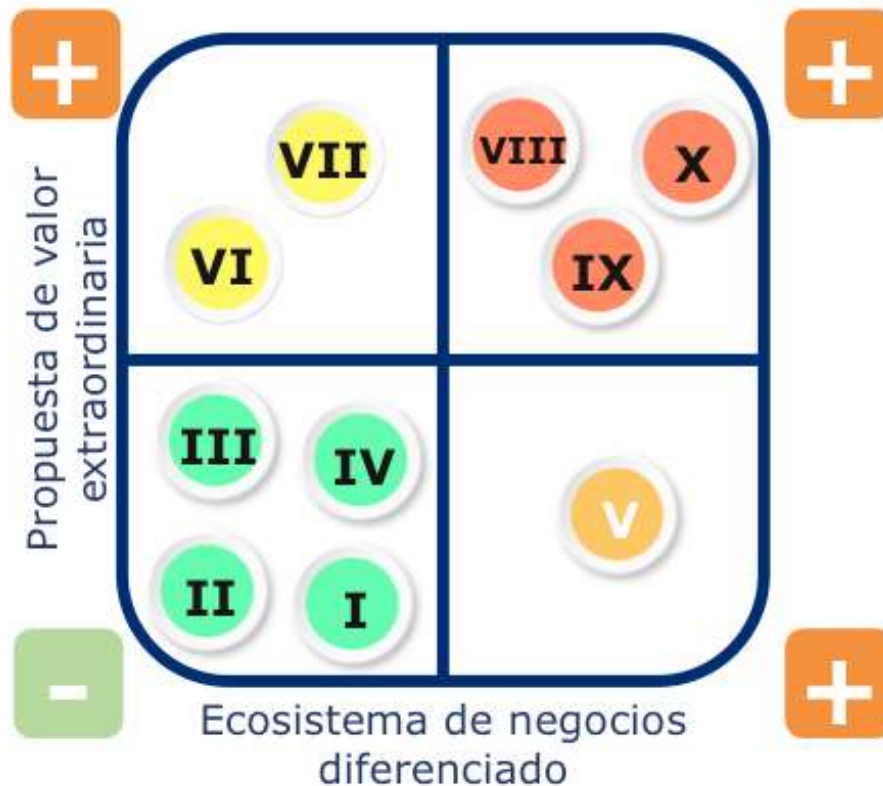 +
+
VII
VIII
X
VI
IX
Propuesta de valor
extraordinaria
III
IV
V
II
I
-
+
Ecosistema de negocios
diferenciado